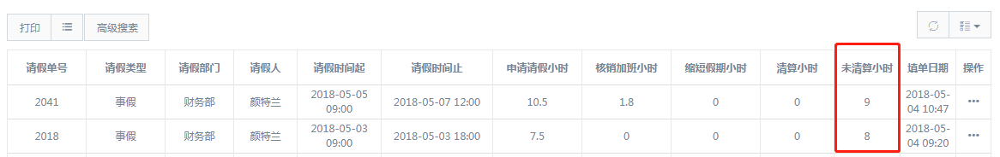 打印 高级搜索
请假单号 请假类型 请假部门 请假人 请假时间起 请假时间止 申请请假小时 核销加班小时 缩短假期小时 清算小时 未清算小时 填单日期 操作
2041 事假 财务部 颜特兰 2018-05-05 09:00 2018-05-07 12:00 10.5 1.8 0 0 9 2018-05-04 10:47 •••
2018 事假 财务部 颜特兰 2018-05-03 09:00 2018-05-03 18:00 7.5 0 0 0 8 2018-05-04 09:20 •••